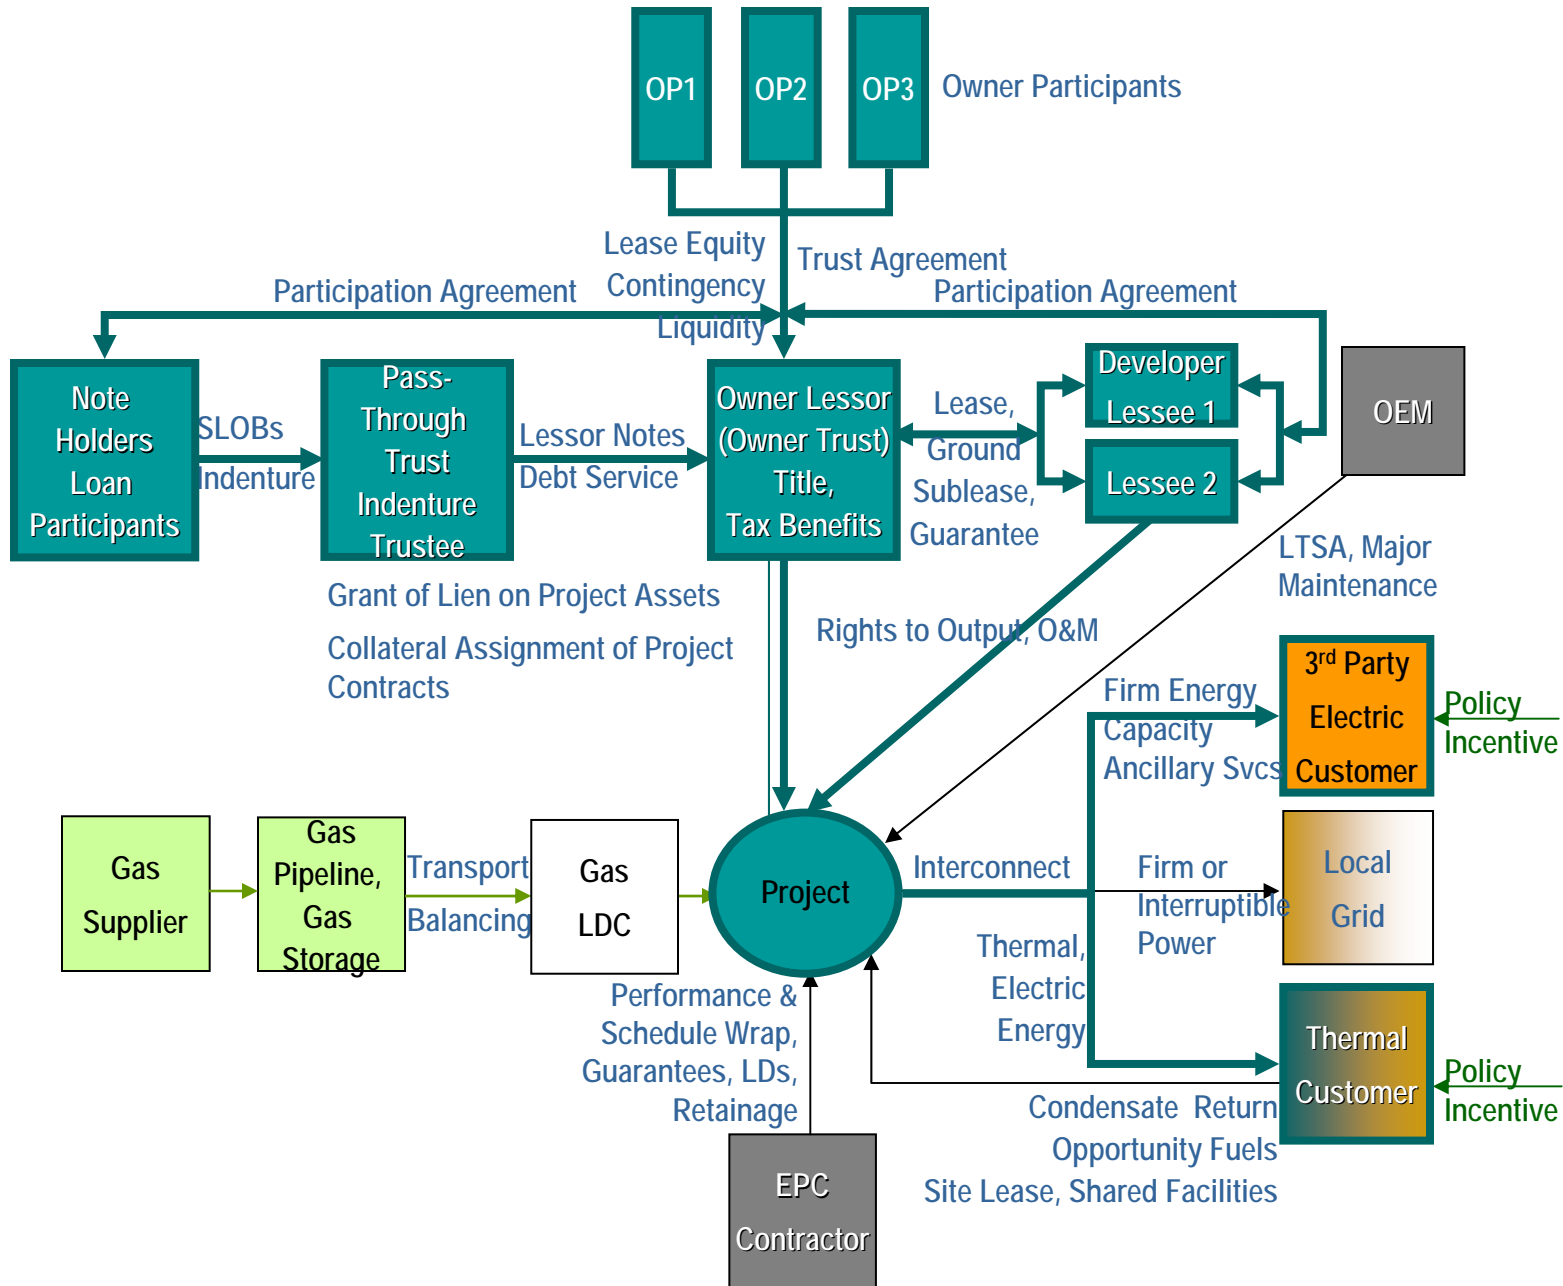 OP1
OP2
OP3
Owner Participants
Lease Equity
Contingency
Liquidity
Trust Agreement
Participation Agreement
Participation Agreement
Note
Holders
Loan
Participants
SLOBs
Indenture
Pass-
Through
Trust
Indenture
Trustee
Lessor Notes
Debt Service
Owner Lessor
(Owner Trust)
Title,
Tax Benefits
Lease,
Ground
Sublease,
Guarantee
Developer
Lessee 1
Lessee 2
OEM
LTSA, Major
Maintenance
Grant of Lien on Project Assets
Collateral Assignment of Project
Contracts
Rights to Output, O&M
Firm Energy
Capacity
Ancillary Svcs
3rd Party
Electric
Customer
Policy
Incentive
Gas
Supplier
Gas
Pipeline,
Gas
Storage
Transport
Balancing
Gas
LDC
Project
Interconnect
Firm or
Interruptible
Power
Local
Grid
Thermal,
Electric
Energy
Performance &
Schedule Wrap,
Guarantees, LDs,
Retainage
Thermal
Customer
Policy
Incentive
Condensate Return
Opportunity Fuels
Site Lease, Shared Facilities
EPC
Contractor